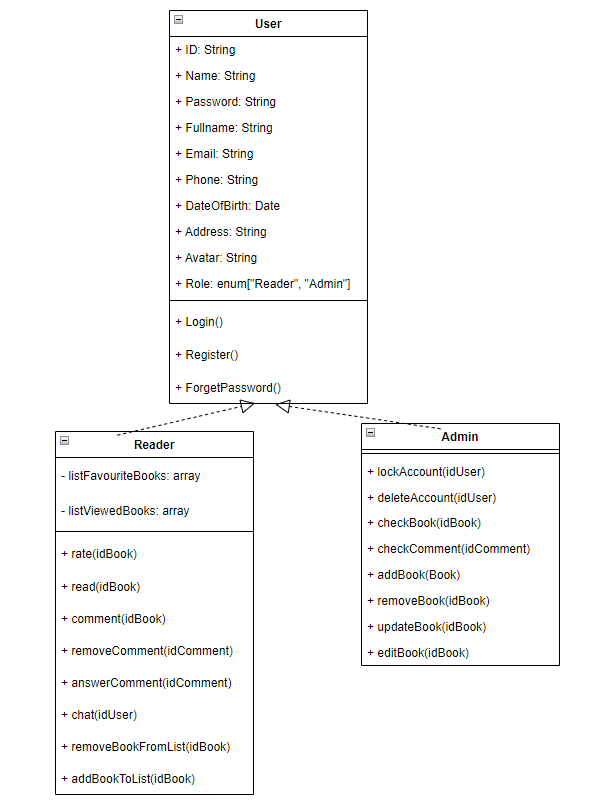 User
+ ID: String
+ Name: String
+ Password: String
+ Fullname: String
+ Email: String
+ Phone: String
+ DateOfBirth: Date
+ Address: String
+ Avatar: String
+ Role: enum["Reader", "Admin"]
+ Login()
+ Register()
+ ForgetPassword()
Reader
- listFavouriteBooks: array
- listViewedBooks: array
+ rate(idBook)
+ read(idBook)
+ comment(idBook)
+ removeComment(idComment)
+ answerComment(idComment)
+ chat(idUser)
+ removeBookFromList(idBook)
+ addBookToList(idBook)
Admin
+ lockAccount(idUser)
+ deleteAccount(idUser)
+ checkBook(idBook)
+ checkComment(idComment)
+ addBook(Book)
+ removeBook(idBook)
+ updateBook(idBook)
+ editBook(idBook)